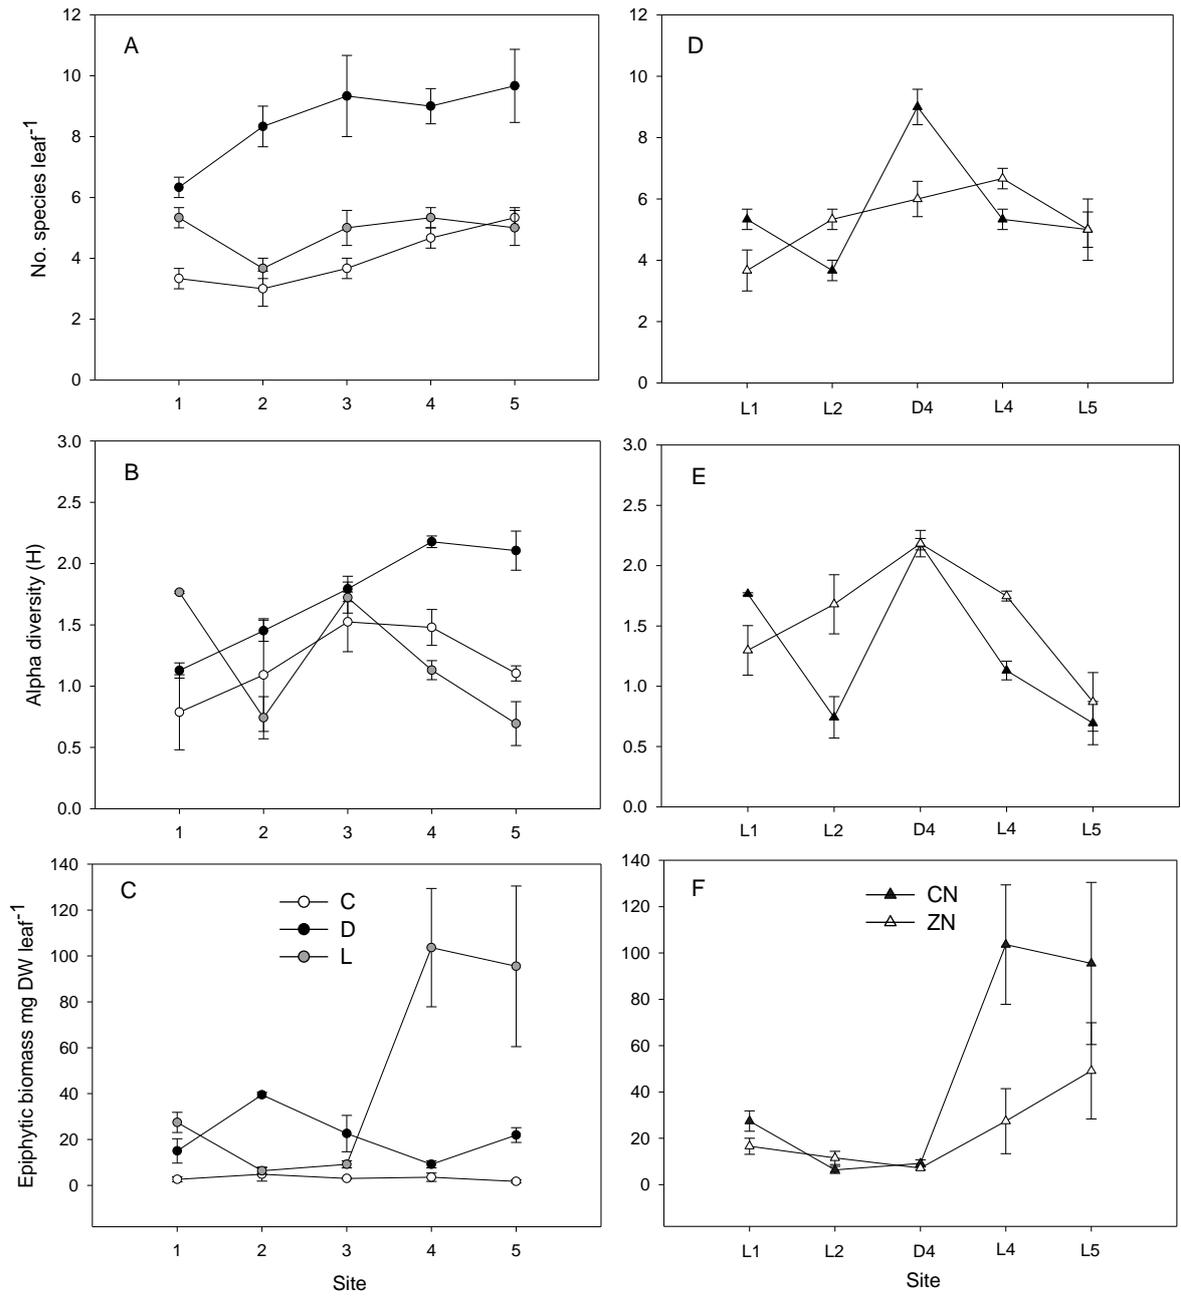 A
No. species leaf-1
12
10
8
6
4
2
0
1 2 3 4 5
D
12
10
8
6
4
2
0
L1 L2 D4 L4 L5
B
Alpha diversity (H)
3.0
2.5
2.0
1.5
1.0
0.5
0.0
1 2 3 4 5
E
3.0
2.5
2.0
1.5
1.0
0.5
0.0
L1 L2 D4 L4 L5
C
Epiphytic biomass mg DW leaf-1
140
120
100
80
60
40
20
0
C
D
L
1 2 3 4 5
Site
F
140
120
100
80
60
40
20
0
CN
ZN
L1 L2 D4 L4 L5
Site